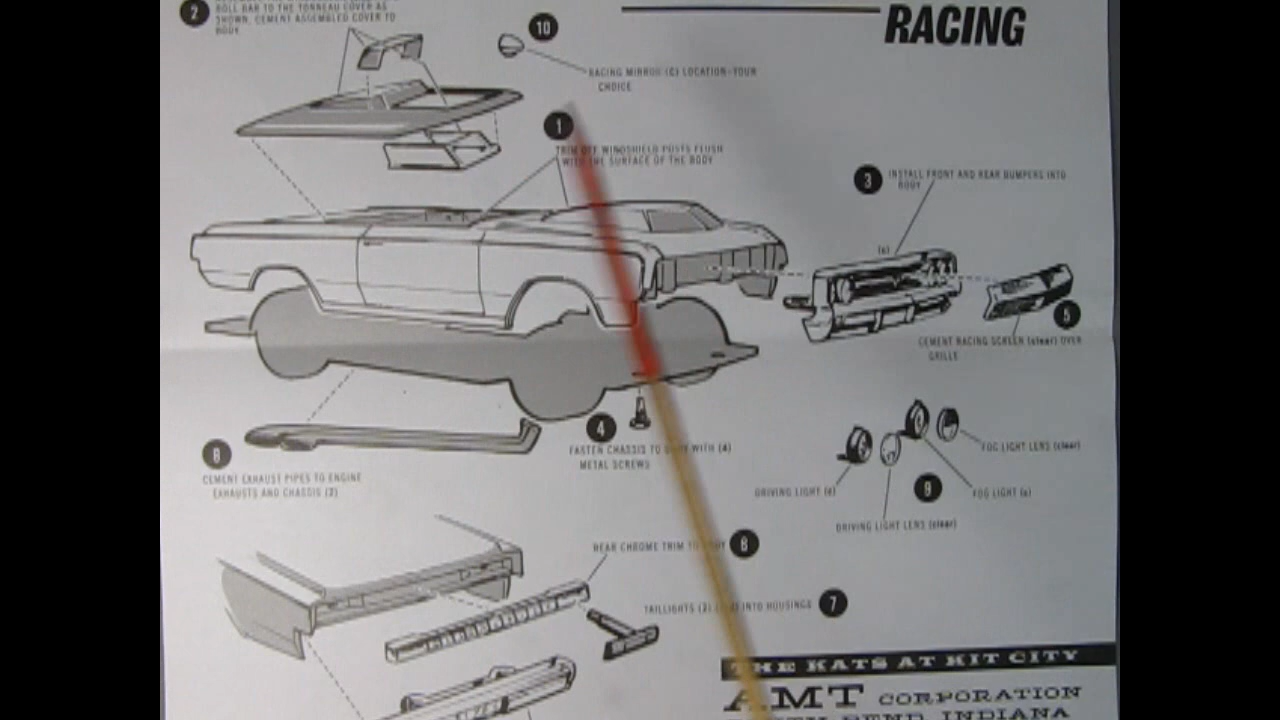 2
ROLL BAR TO THE TONNEAU COVER AS
SHOWN. CEMENT ASSEMBLED COVER TO
BODY
10
RACING
RACING MIRROR (C) LOCATION-YOUR
CHOICE
1
TRIM OFF WINDSHIELD POSTS FLUSH
WITH THE SURFACE OF THE BODY
3
INSTALL FRONT AND REAR BUMPERS INTO
BODY
(c)
5
CEMENT RACING SCREEN (clear) OVER
GRILLE
4
FASTEN CHASSIS TO BODY WITH (4)
METAL SCREWS
8
CEMENT EXHAUST PIPES TO ENGINE
EXHAUSTS AND CHASSIS (2)
FOG LIGHT LENS (clear)
DRIVING LIGHT (c)
9
FOG LIGHT (c)
DRIVING LIGHT LENS (clear)
REAR CHROME TRIM TO BODY
6
TAILLIGHTS (2) INTO HOUSINGS
7
THE KATS AT KIT CITY
AMT CORPORATION
BEND, INDIANA